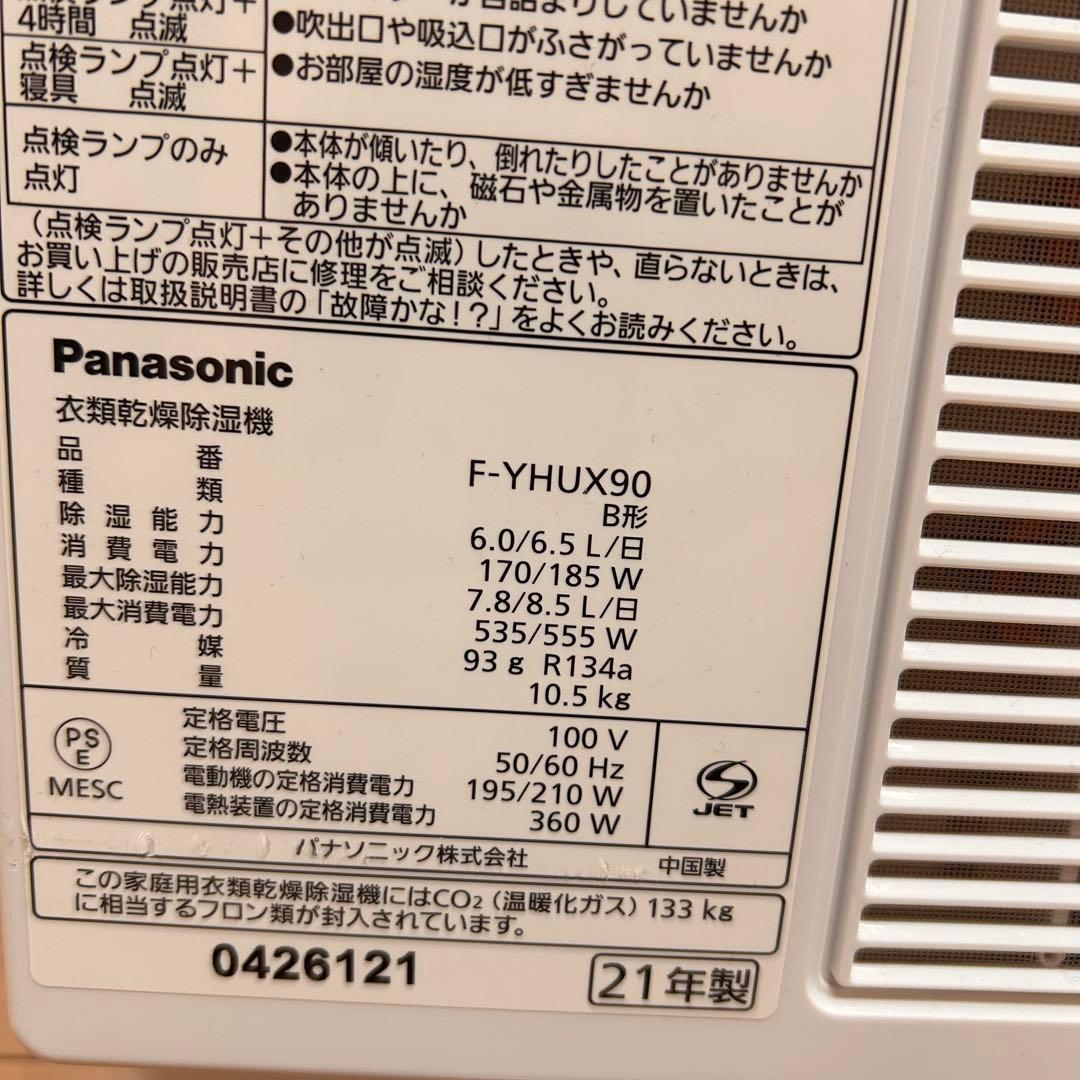 4時間 点滅
●吹出口や吸込口がふさがっていませんか
点検ランプ点灯＋
寝具 点滅
●お部屋の湿度が低すぎませんか
点検ランプのみ
点灯
●本体が傾いたり、倒れたりしたことがありませんか
●本体の上に、磁石や金属物を置いたことが
ありませんか
（点検ランプ点灯＋その他が点滅）したときや、直らないときは、
お買い上げの販売店に修理をご相談ください。
詳しくは取扱説明書の「故障かな！？」をよくお読みください。
Panasonic
衣類乾燥除湿機
品番 F-YHUX90
種類 B形
除湿能力 6.0/6.5 L/日
消費電力 170/185 W
最大除湿能力 7.8/8.5 L/日
最大消費電力 535/555 W
冷媒 93 g R134a
質量 10.5 kg
PSE
MESC
定格電圧 100 V
定格周波数 50/60 Hz
電動機の定格消費電力 195/210 W
電熱装置の定格消費電力 360 W
JET
パナソニック株式会社 中国製
この家庭用衣類乾燥除湿機にはCO₂（温暖化ガス）133 kg
に相当するフロン類が封入されています。
0426121 21年製